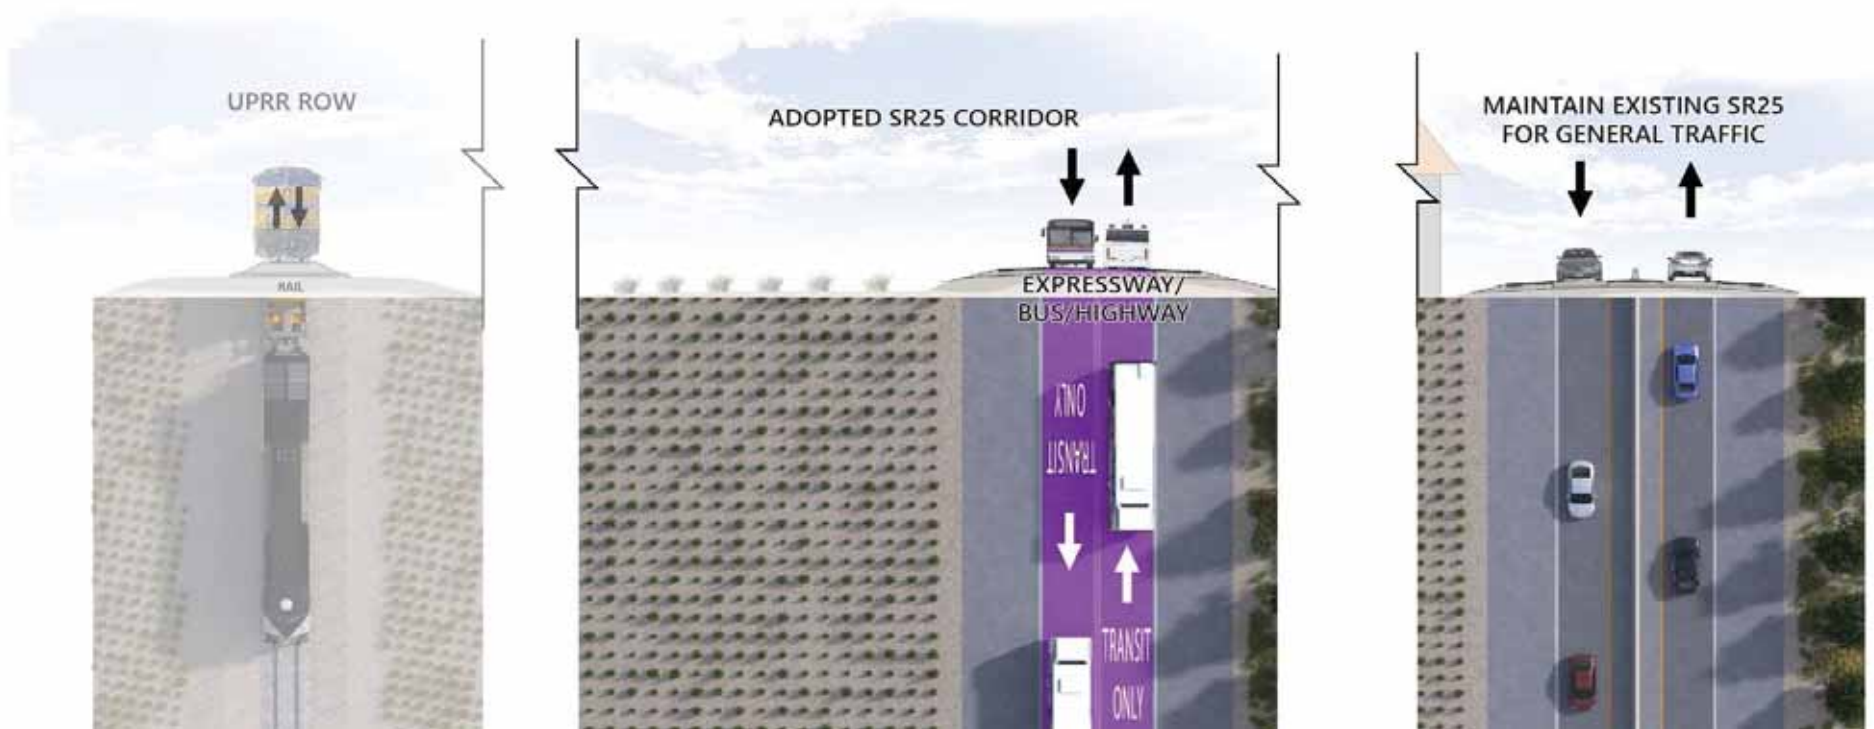 UPRR ROW
RAIL
ADOPTED SR25 CORRIDOR
EXPRESSWAY/
BUS/HIGHWAY
ONLY
TRANSIT
TRANSIT
ONLY
MAINTAIN EXISTING SR25
FOR GENERAL TRAFFIC